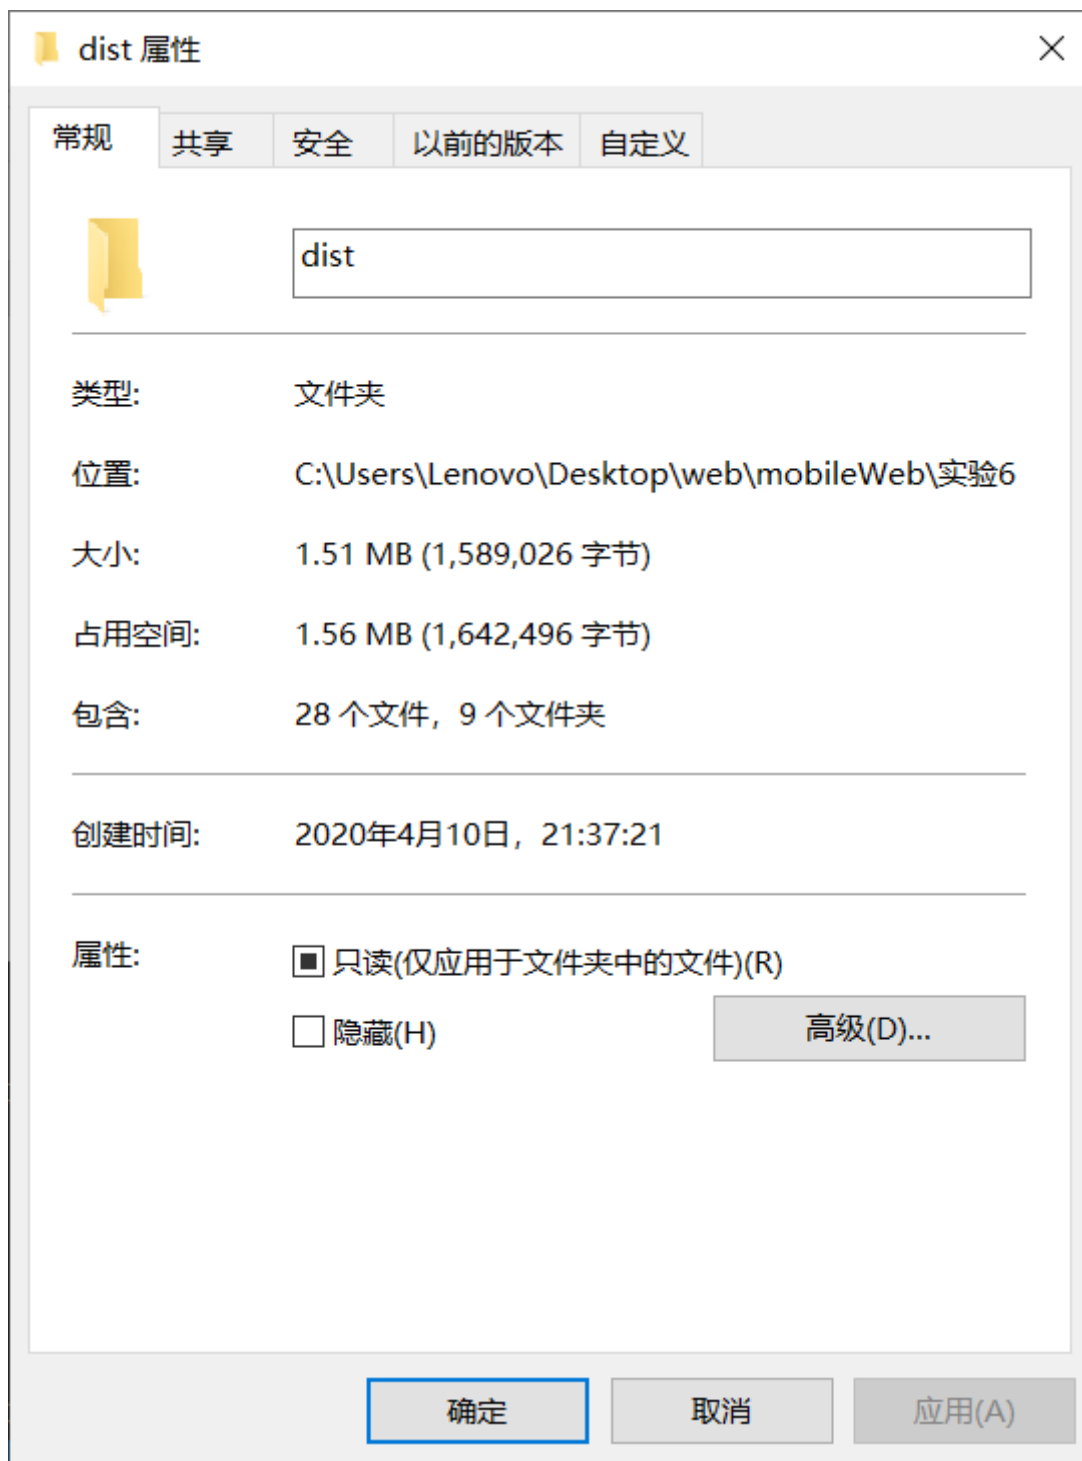 dist 属性
常规 共享 安全 以前的版本 自定义
dist
类型: 文件夹
位置: C:\Users\Lenovo\Desktop\web\mobileWeb\实验6
大小: 1.51 MB (1,589,026 字节)
占用空间: 1.56 MB (1,642,496 字节)
包含: 28 个文件，9 个文件夹
创建时间: 2020年4月10日，21:37:21
属性: 只读(仅应用于文件夹中的文件)(R)
隐藏(H) 高级(D)...
确定 取消 应用(A)